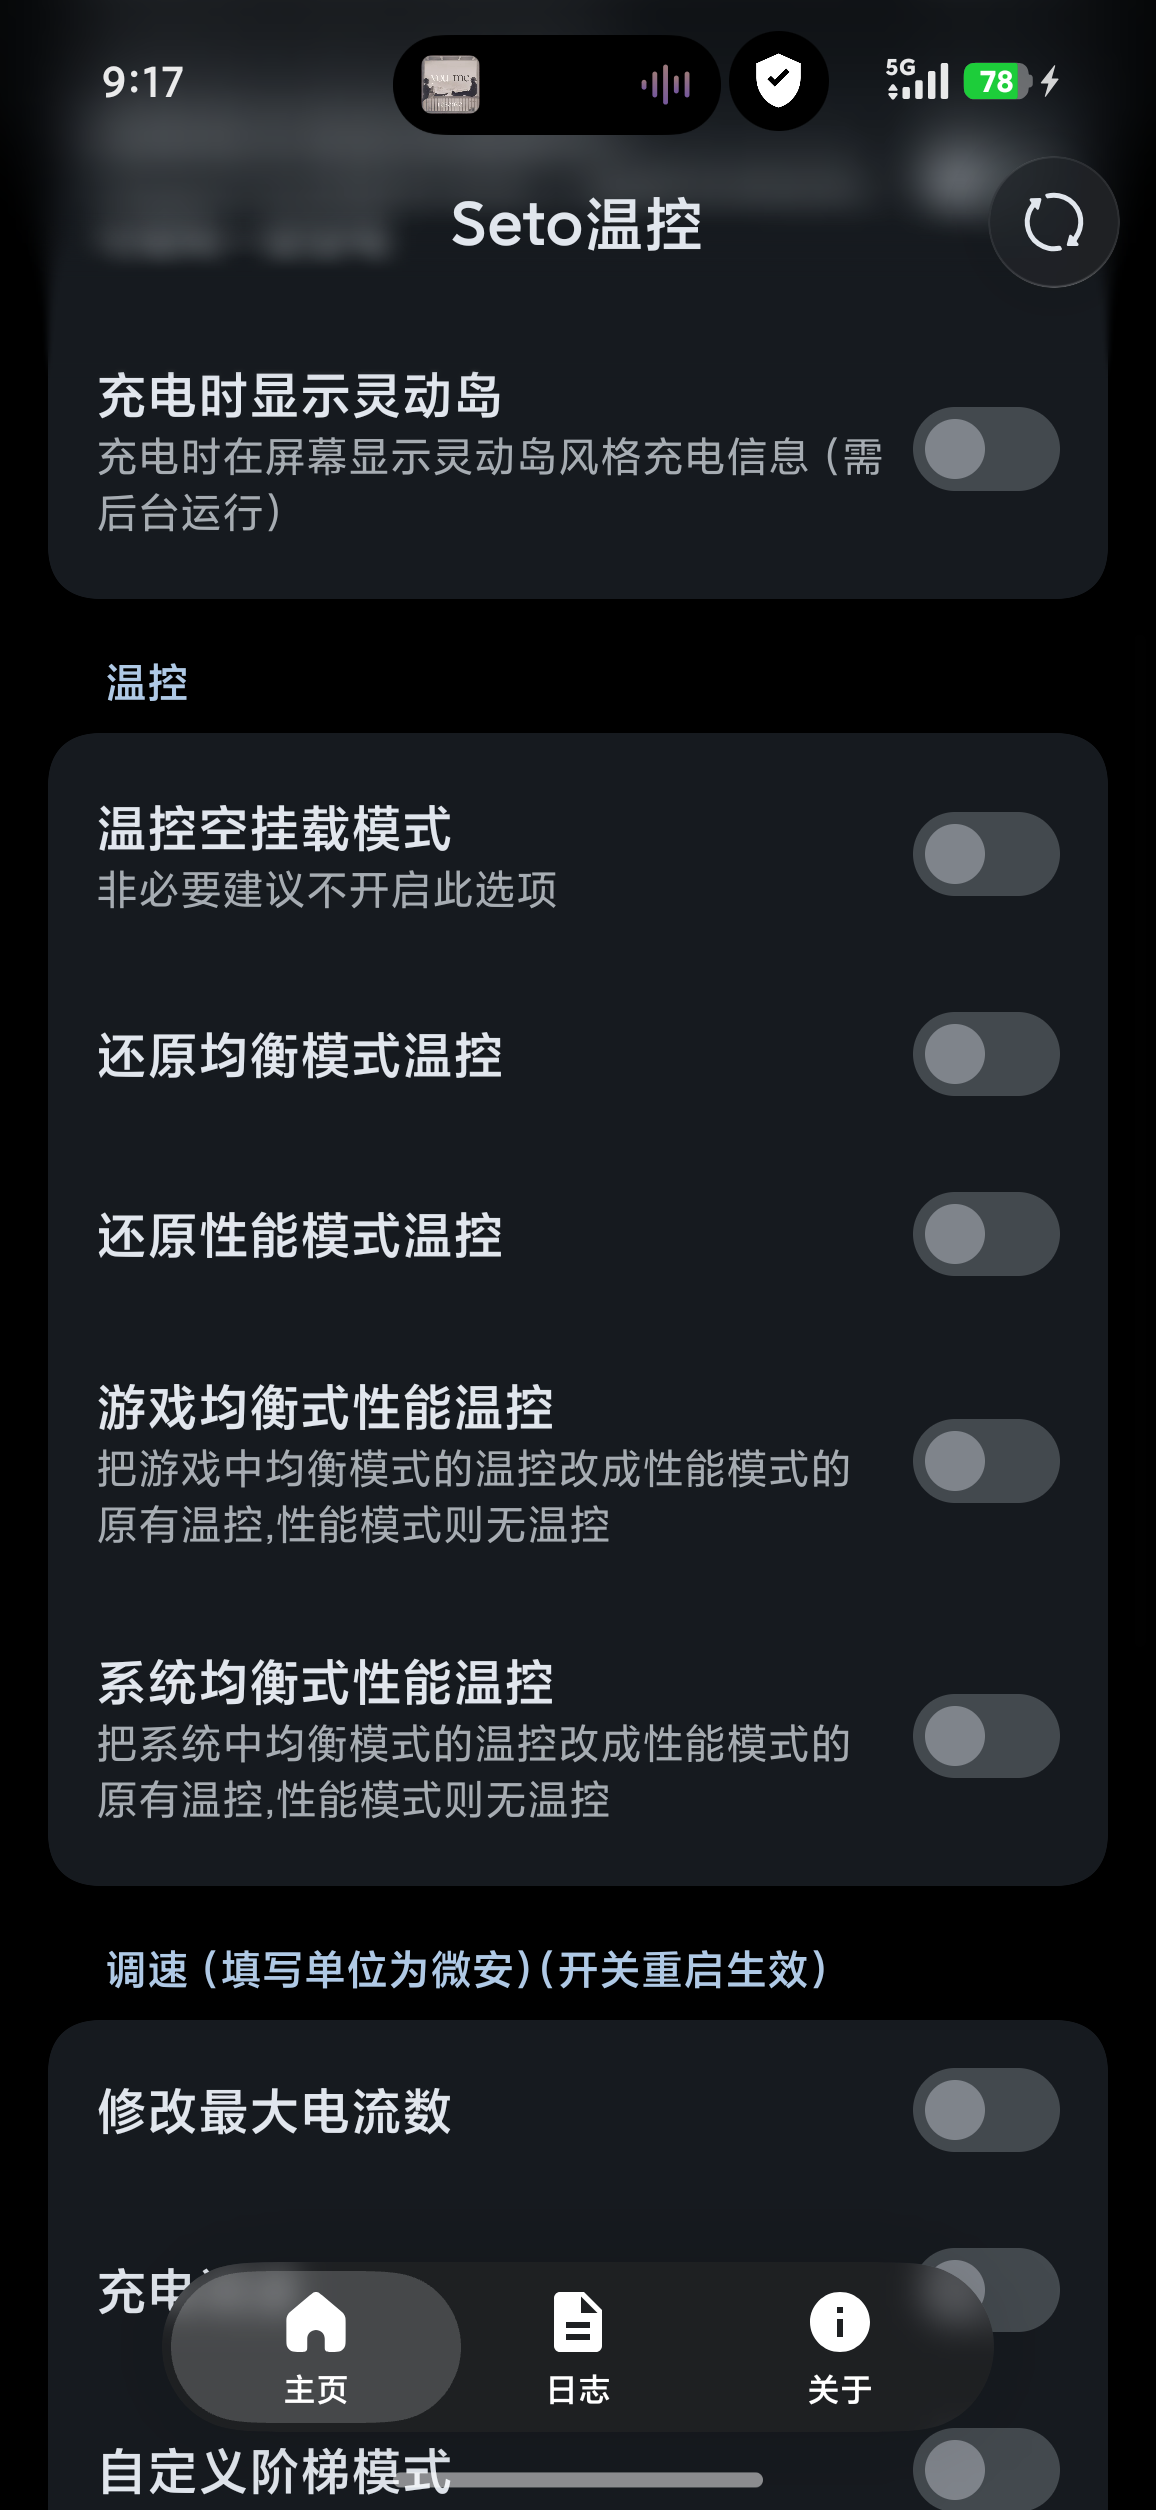 9:17
you me
5G
78
Seto温控
充电时显示灵动岛
充电时在屏幕显示灵动岛风格充电信息（需
后台运行）
温控
温控空挂载模式
非必要建议不开启此选项
还原均衡模式温控
还原性能模式温控
游戏均衡式性能温控
把游戏中均衡模式的温控改成性能模式的
原有温控,性能模式则无温控
系统均衡式性能温控
把系统中均衡模式的温控改成性能模式的
原有温控,性能模式则无温控
调速（填写单位为微安）（开关重启生效）
修改最大电流数
充电
主页
日志
关于
自定义阶梯模式